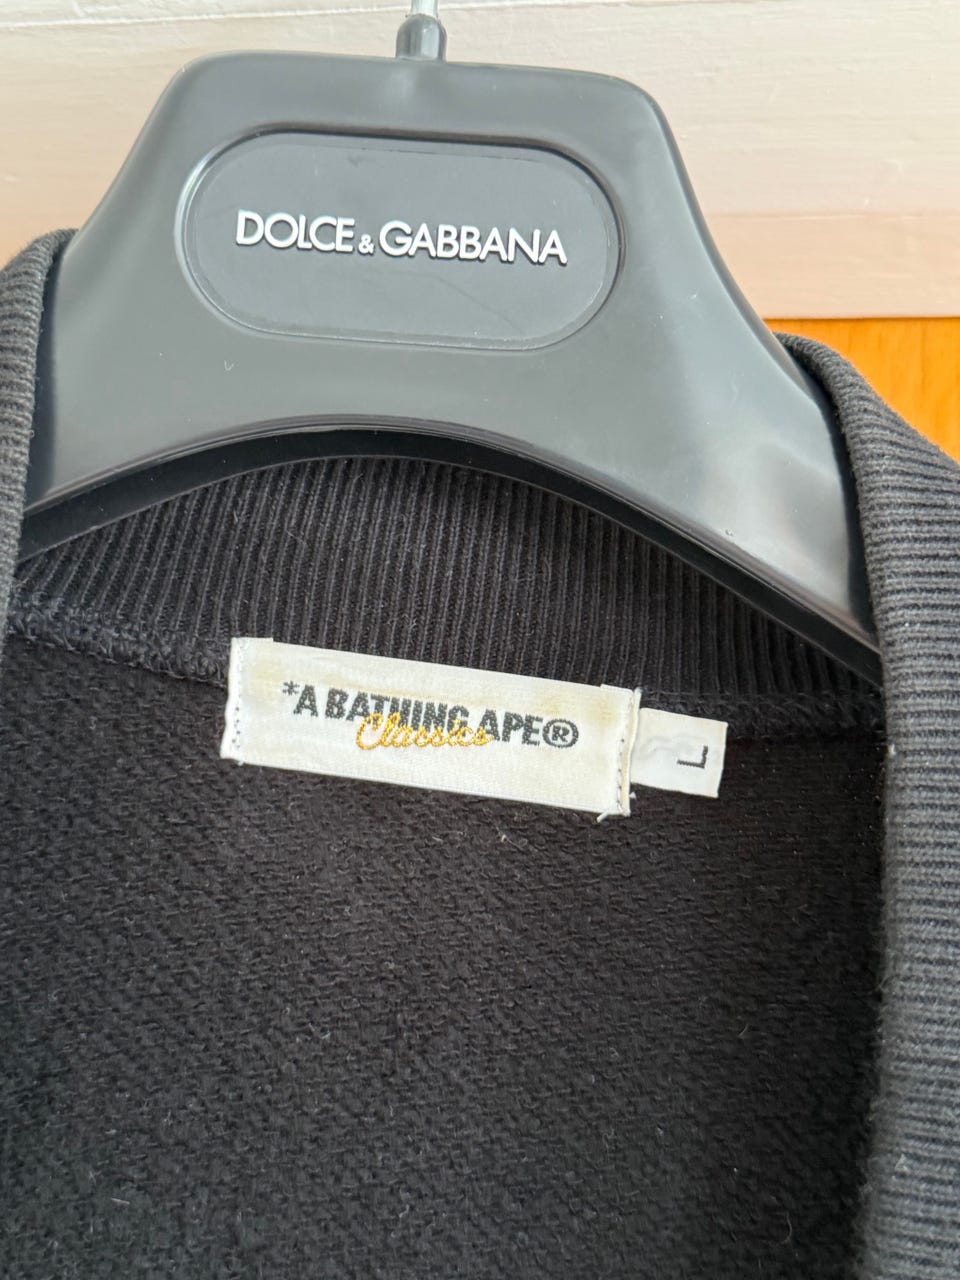 DOLCE & GABBANA
*A BATHING APE®
Classics
L